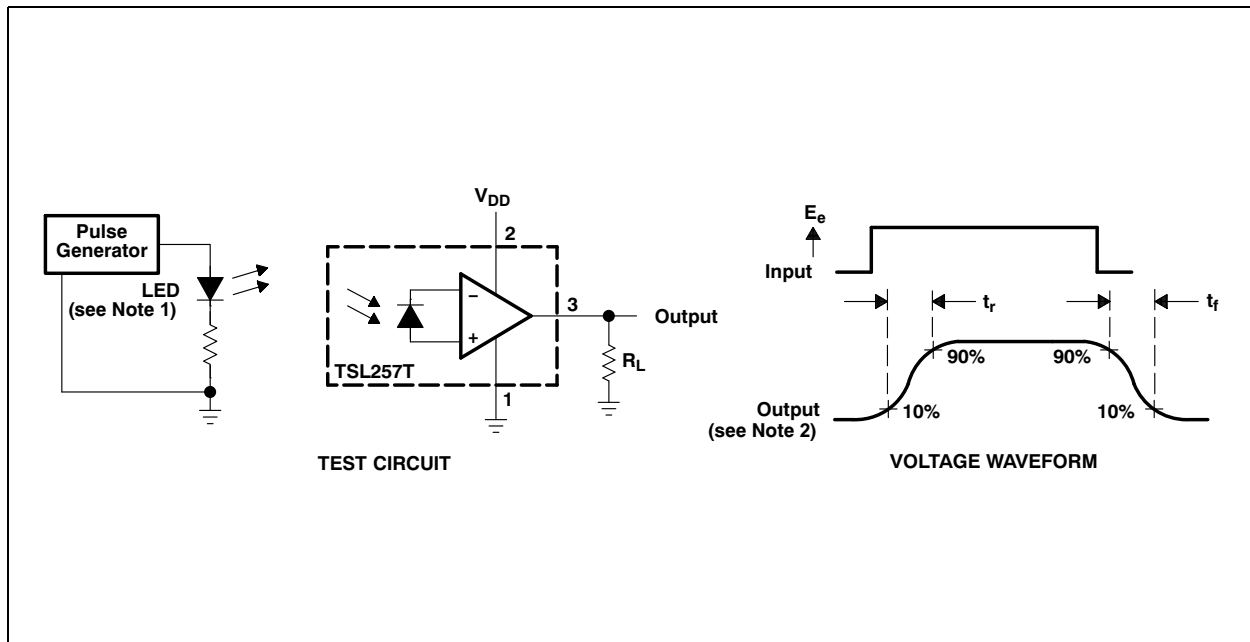 Pulse
Generator
LED
(see Note 1)
V_DD
2
−
+
3
Output
R_L
TSL257T
1
TEST CIRCUIT
E_e
Input
t_r
t_f
90%
90%
Output
(see Note 2)
10%
10%
VOLTAGE WAVEFORM